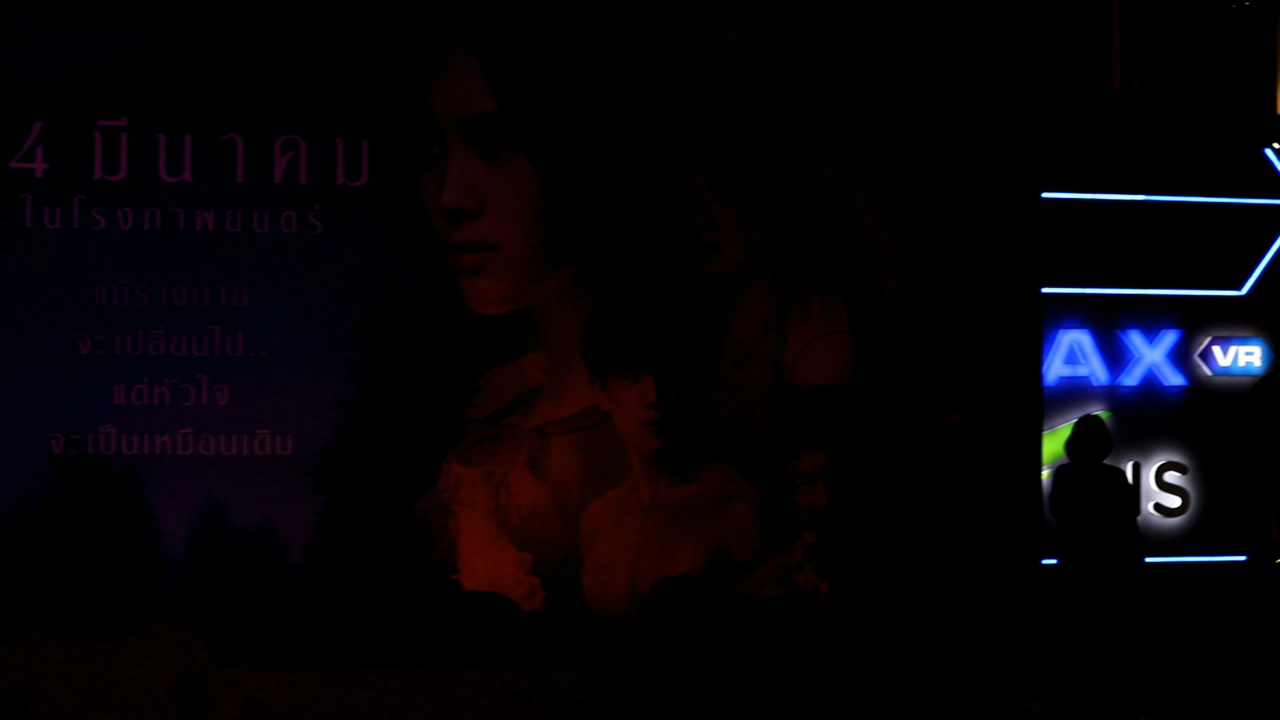 4 มีนาคม
ในโรงภาพยนตร์
แม้ร่างกาย
จะเปลี่ยนไป..
แต่หัวใจ
จะเป็นเหมือนเดิม
AX VR
IS